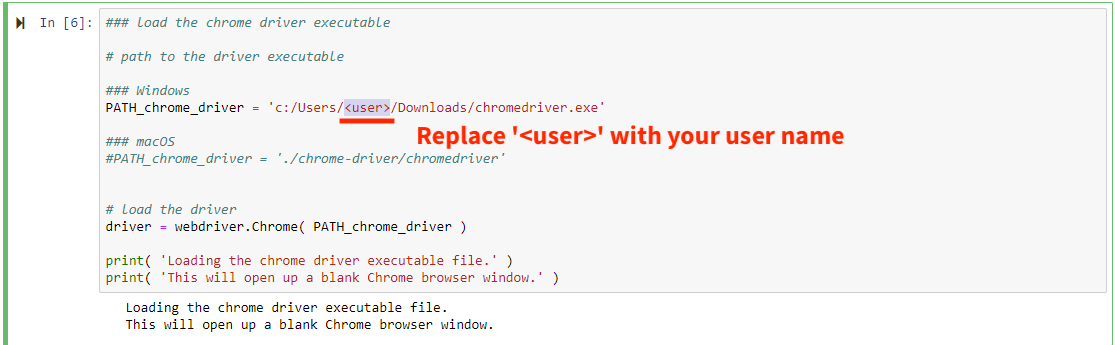 In [6]: ### load the chrome driver executable
# path to the driver executable
### Windows
PATH_chrome_driver = 'c:/Users/<user>/Downloads/chromedriver.exe'
Replace '<user>' with your user name
### macOS
#PATH_chrome_driver = './chrome-driver/chromedriver'
# load the driver
driver = webdriver.Chrome( PATH_chrome_driver )
print( 'Loading the chrome driver executable file.' )
print( 'This will open up a blank Chrome browser window.' )
Loading the chrome driver executable file.
This will open up a blank Chrome browser window.